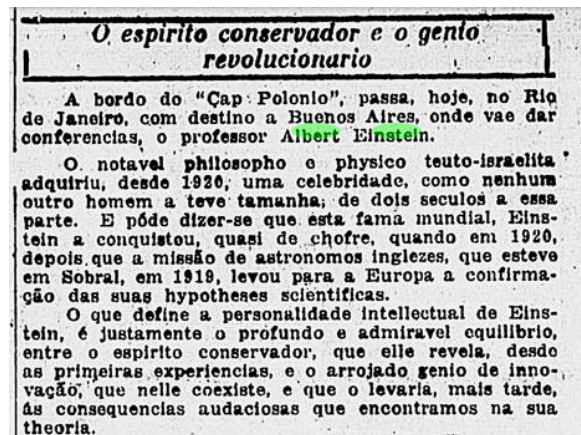 O espirito conservador e o genio
revolucionario
A bordo do "Cap Polonio", passa, hoje, no Rio
de Janeiro, com destino a Buenos Aires, onde vae dar
conferencias, o professor Albert Einstein.
O notavel philosopho e physico teuto-israelita
adquiriu, desde 1920, uma celebridade, como nenhum
outro homem a teve tamanha, de dois seculos a essa
parte. E póde dizer-se que esta fama mundial, Eins-
tein a conquistou, quasi de chofre, quando em 1920,
depois que a missão de astronomos inglezes, que esteve
em Sobral, em 1919, levou para a Europa a confirma-
ção das suas hypotheses scientificas.
O que define a personalidade intellectual de Eins-
tein, é justamente o profundo e admiravel equilibrio,
entre o espirito conservador, que elle revela, desde
as primeiras experiencias, e o arrojado genio de inno-
vação, que nelle coexiste, e que o levaria, mais tarde,
ás consequencias audaciosas que encontramos na sua
theoria.